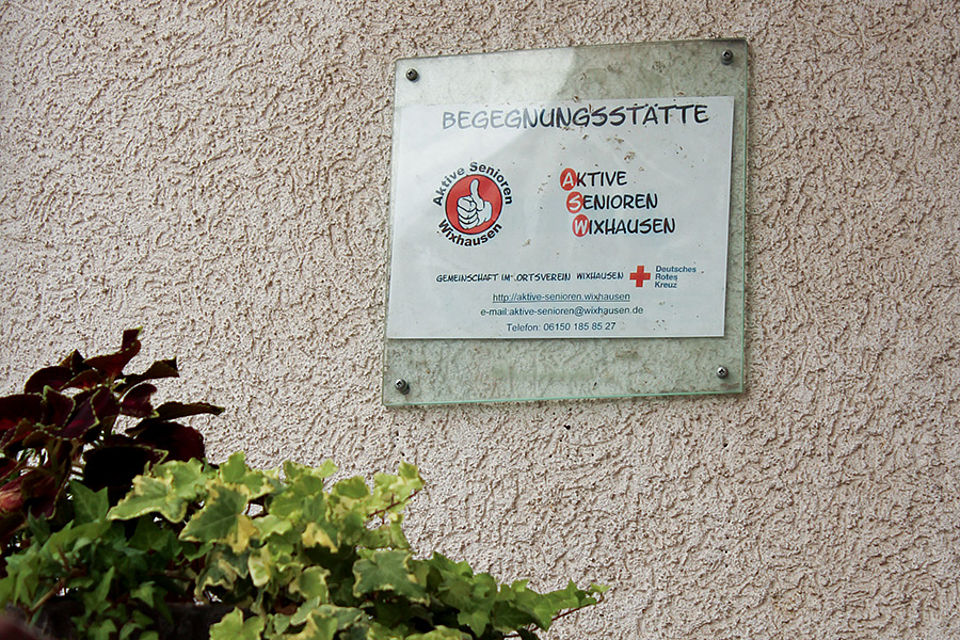 BEGEGNUNGSSTÄTTE
Aktive Senioren
Wixhausen
AKTIVE
SENIOREN
WIXHAUSEN
GEMEINSCHAFT IM ORTSVEREIN WIXHAUSEN
Deutsches
Rotes
Kreuz
http://aktive-senioren.wixhausen
e-mail:aktive-senioren@wixhausen.de
Telefon: 06150 185 85 27